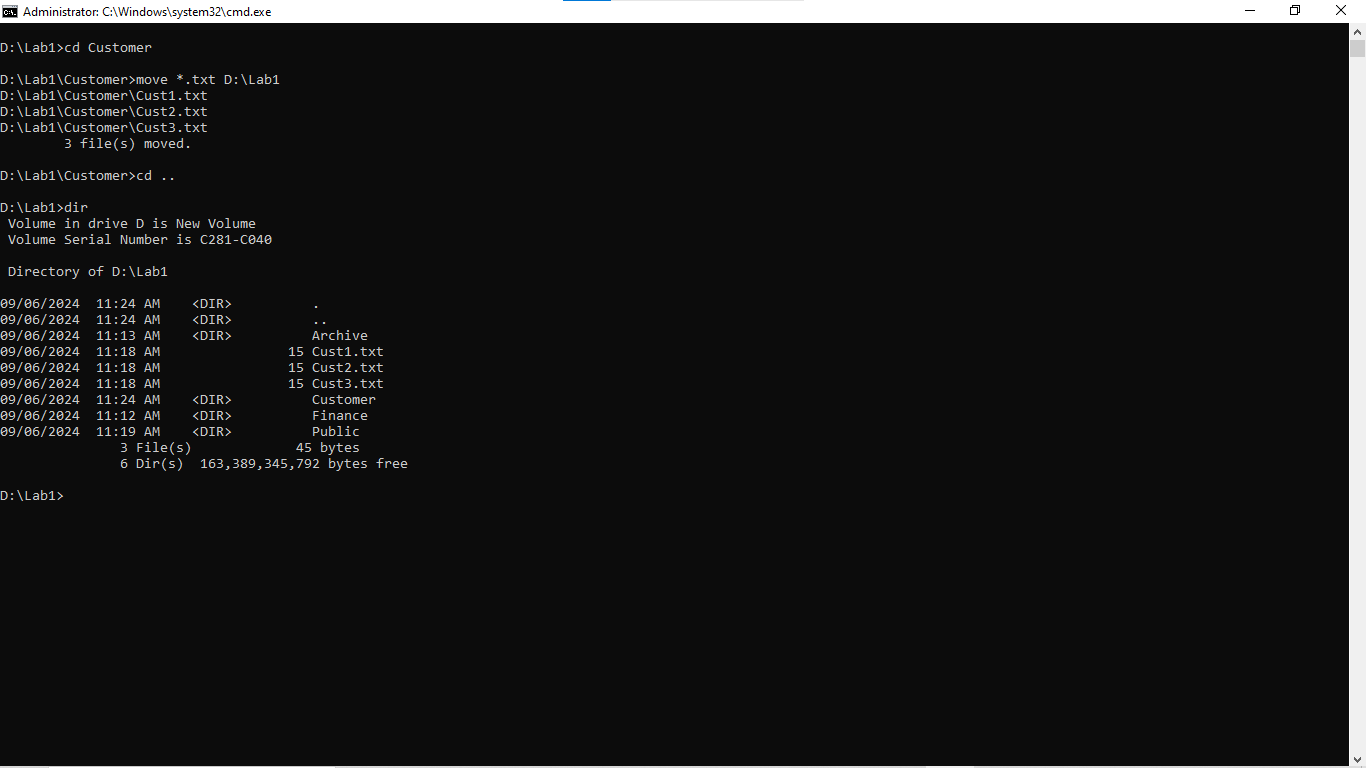 Administrator: C:\Windows\system32\cmd.exe
D:\Lab1>cd Customer
D:\Lab1\Customer>move *.txt D:\Lab1
D:\Lab1\Customer\Cust1.txt
D:\Lab1\Customer\Cust2.txt
D:\Lab1\Customer\Cust3.txt
        3 file(s) moved.
D:\Lab1\Customer>cd ..
D:\Lab1>dir
 Volume in drive D is New Volume
 Volume Serial Number is C281-C040
 Directory of D:\Lab1
09/06/2024  11:24 AM    <DIR>          .
09/06/2024  11:24 AM    <DIR>          ..
09/06/2024  11:13 AM    <DIR>          Archive
09/06/2024  11:18 AM                15 Cust1.txt
09/06/2024  11:18 AM                15 Cust2.txt
09/06/2024  11:18 AM                15 Cust3.txt
09/06/2024  11:24 AM    <DIR>          Customer
09/06/2024  11:12 AM    <DIR>          Finance
09/06/2024  11:19 AM    <DIR>          Public
               3 File(s)             45 bytes
               6 Dir(s)  163,389,345,792 bytes free
D:\Lab1>